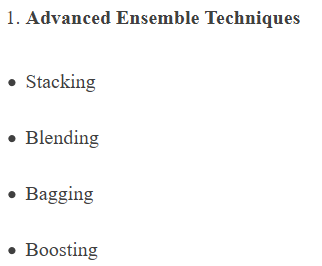 1. Advanced Ensemble Techniques
• Stacking
• Blending
• Bagging
• Boosting